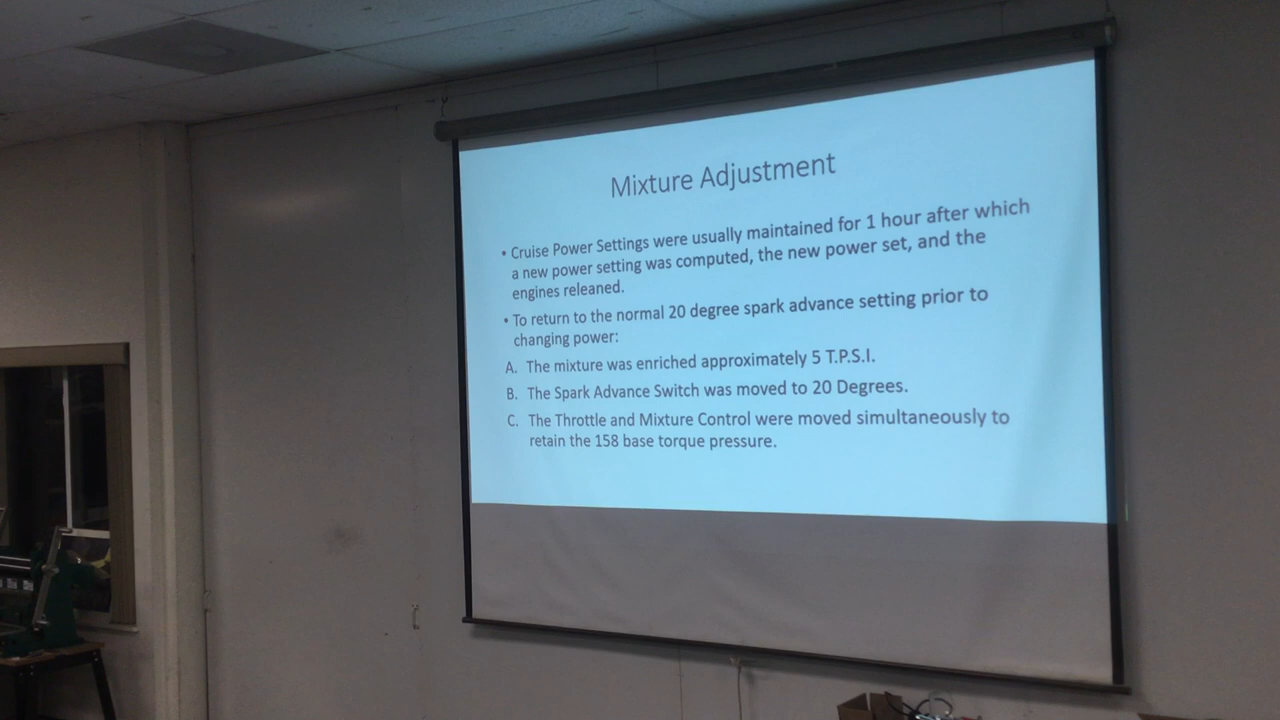 Mixture Adjustment
• Cruise Power Settings were usually maintained for 1 hour after which
a new power setting was computed, the new power set, and the
engines releaned.
• To return to the normal 20 degree spark advance setting prior to
changing power:
A. The mixture was enriched approximately 5 T.P.S.I.
B. The Spark Advance Switch was moved to 20 Degrees.
C. The Throttle and Mixture Control were moved simultaneously to
retain the 158 base torque pressure.